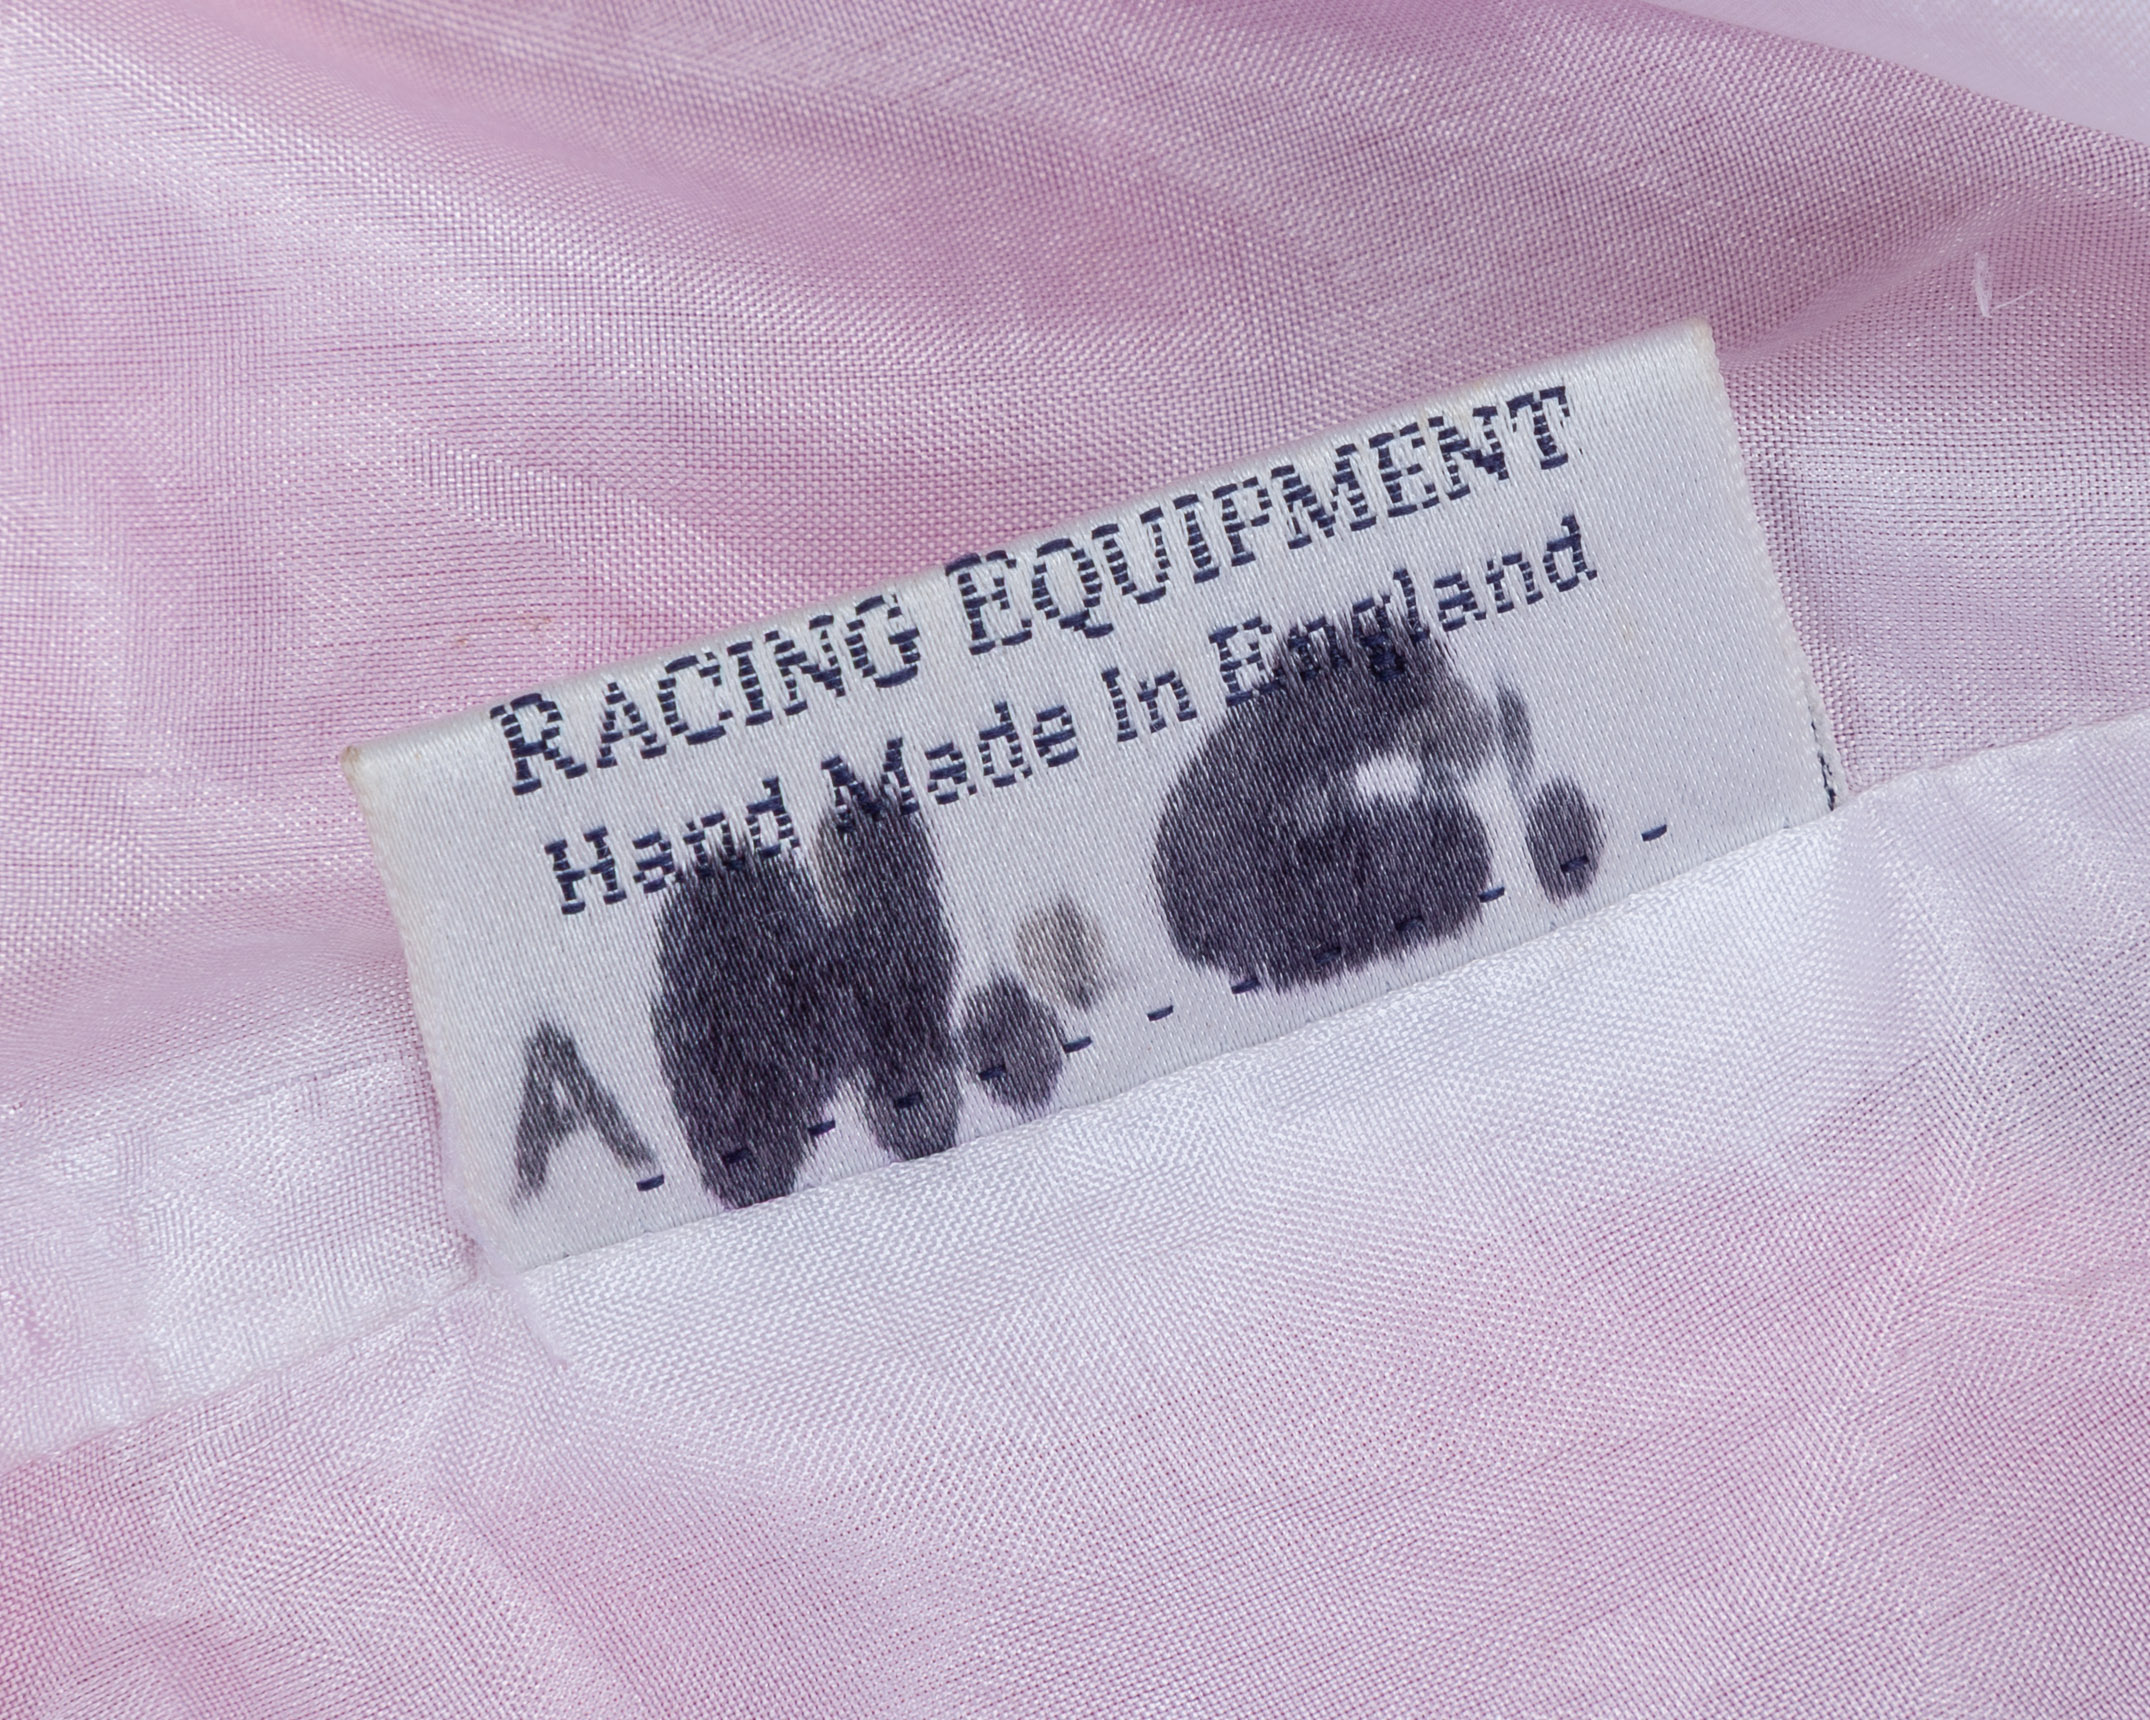 RACING EQUIPMENT
Hand Made In England
A